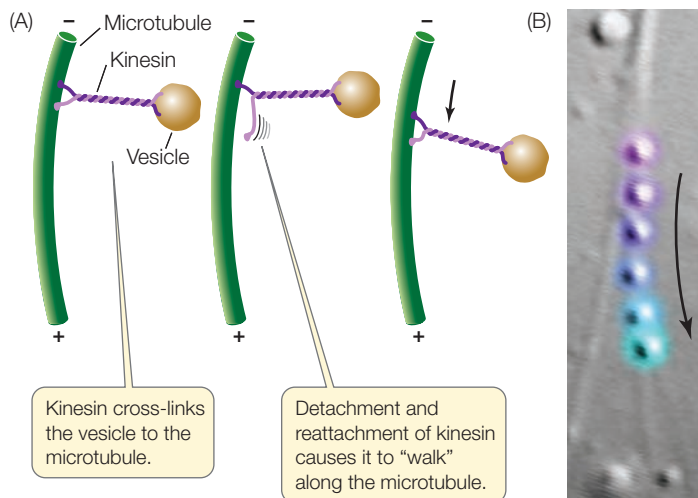 (A)
−
Microtubule
Kinesin
Vesicle
+
−
+
−
+
Kinesin cross-links
the vesicle to the
microtubule.
Detachment and
reattachment of kinesin
causes it to “walk”
along the microtubule.
(B)